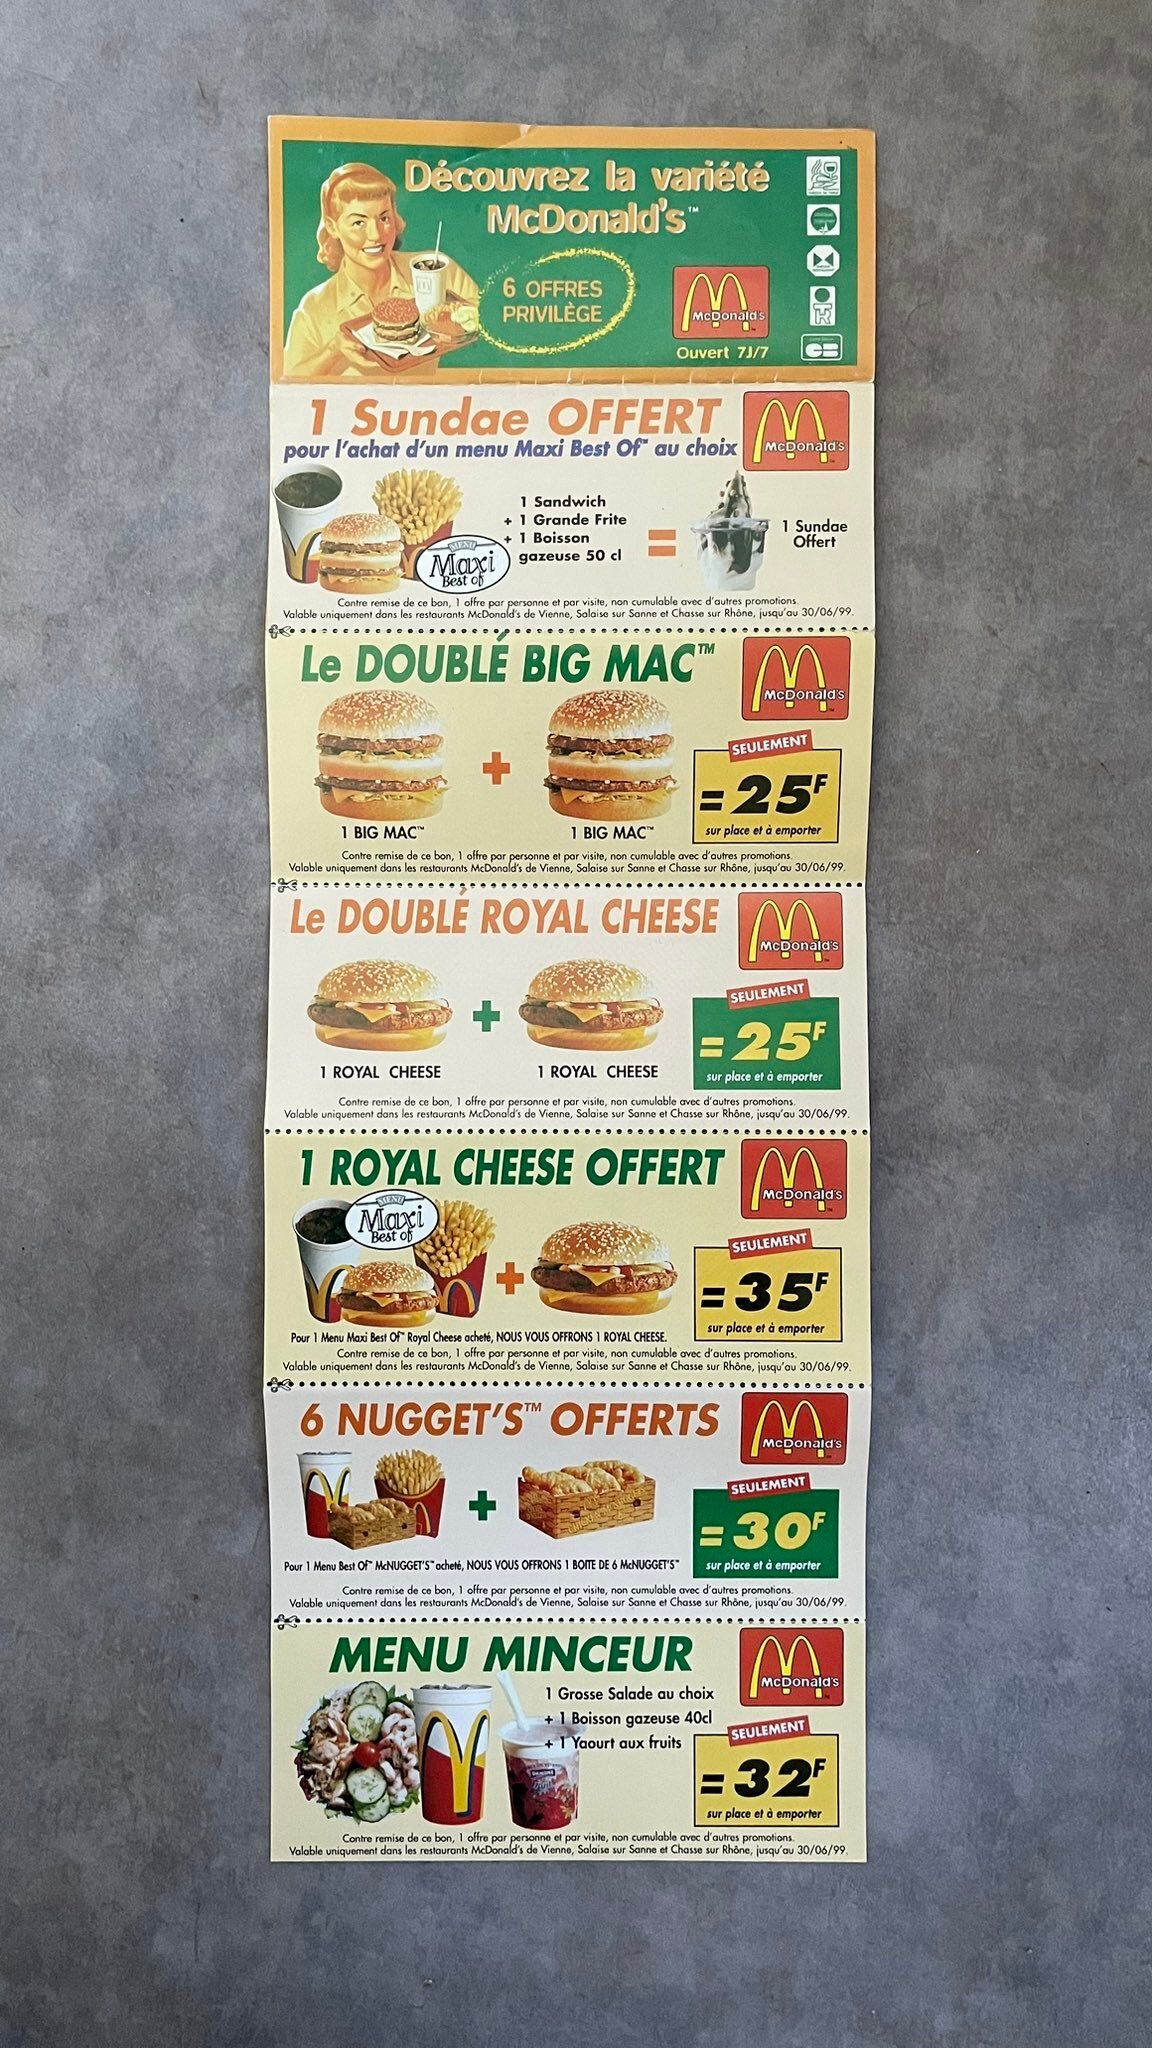 Découvrez la variété
McDonald's™
6 OFFRES
PRIVILÈGE
McDonald's
Ouvert 7J/7
1 Sundae OFFERT
pour l'achat d'un menu Maxi Best Of™ au choix
McDonald's
1 Sandwich
+ 1 Grande Frite
+ 1 Boisson
gazeuse 50 cl
=
1 Sundae
Offert
MENU
Maxi
Best of
Contre remise de ce bon, 1 offre par personne et par visite, non cumulable avec d'autres promotions.
Valable uniquement dans les restaurants McDonald's de Vienne, Salaise sur Sanne et Chasse sur Rhône, jusqu'au 30/06/99.
Le DOUBLÉ BIG MAC™
McDonald's
+
SEULEMENT
= 25F
sur place et à emporter
1 BIG MAC™
1 BIG MAC™
Contre remise de ce bon, 1 offre par personne et par visite, non cumulable avec d'autres promotions.
Valable uniquement dans les restaurants McDonald's de Vienne, Salaise sur Sanne et Chasse sur Rhône, jusqu'au 30/06/99.
Le DOUBLÉ ROYAL CHEESE
McDonald's
+
SEULEMENT
= 25F
sur place et à emporter
1 ROYAL CHEESE
1 ROYAL CHEESE
Contre remise de ce bon, 1 offre par personne et par visite, non cumulable avec d'autres promotions.
Valable uniquement dans les restaurants McDonald's de Vienne, Salaise sur Sanne et Chasse sur Rhône, jusqu'au 30/06/99.
1 ROYAL CHEESE OFFERT
McDonald's
MENU
Maxi
Best of
+
SEULEMENT
= 35F
sur place et à emporter
Pour 1 Menu Maxi Best Of™ Royal Cheese acheté, NOUS VOUS OFFRONS 1 ROYAL CHEESE.
Contre remise de ce bon, 1 offre par personne et par visite, non cumulable avec d'autres promotions.
Valable uniquement dans les restaurants McDonald's de Vienne, Salaise sur Sanne et Chasse sur Rhône, jusqu'au 30/06/99.
6 NUGGET'S™ OFFERTS
McDonald's
+
SEULEMENT
= 30F
sur place et à emporter
Pour 1 Menu Best Of™ McNUGGET'S™ acheté, NOUS VOUS OFFRONS 1 BOITE DE 6 McNUGGET'S™
Contre remise de ce bon, 1 offre par personne et par visite, non cumulable avec d'autres promotions.
Valable uniquement dans les restaurants McDonald's de Vienne, Salaise sur Sanne et Chasse sur Rhône, jusqu'au 30/06/99.
MENU MINCEUR
McDonald's
1 Grosse Salade au choix
+ 1 Boisson gazeuse 40cl
+ 1 Yaourt aux fruits
DANONE
SEULEMENT
= 32F
sur place et à emporter
Contre remise de ce bon, 1 offre par personne et par visite, non cumulable avec d'autres promotions.
Valable uniquement dans les restaurants McDonald's de Vienne, Salaise sur Sanne et Chasse sur Rhône, jusqu'au 30/06/99.